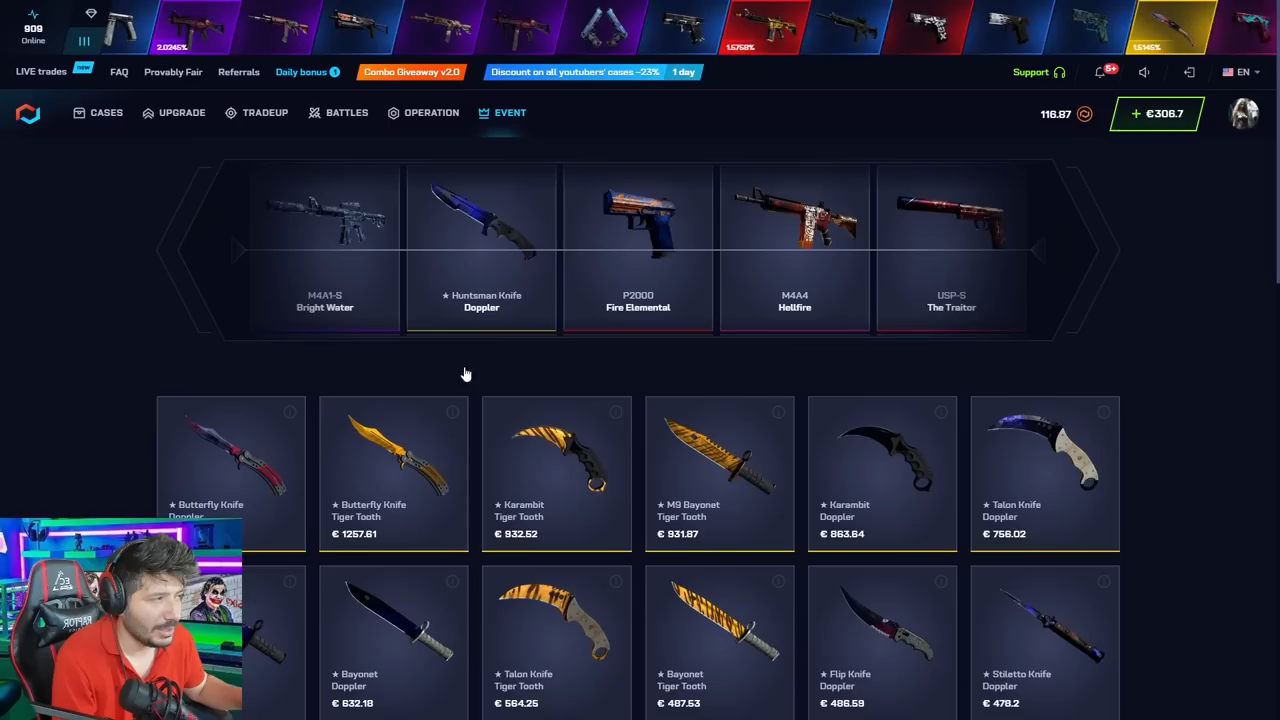 909
Online
2.0245%
1.5758%
1.5145%
LIVE trades
new
FAQ
Provably Fair
Referrals
Daily bonus 1
Combo Giveaway v2.0
Discount on all youtubers' cases -23%
1 day
Support
5+
EN
CASES
UPGRADE
TRADEUP
BATTLES
OPERATION
EVENT
116.87
+ €306.7
M4A1-S
Bright Water
★ Huntsman Knife
Doppler
P2000
Fire Elemental
M4A4
Hellfire
USP-S
The Traitor
★ Butterfly Knife
Doppler
★ Butterfly Knife
Tiger Tooth
€ 1257.61
★ Karambit
Tiger Tooth
€ 932.52
★ M9 Bayonet
Tiger Tooth
€ 931.87
★ Karambit
Doppler
€ 863.64
★ Talon Knife
Doppler
€ 756.02
★ Bayonet
Doppler
€ 632.18
★ Talon Knife
Tiger Tooth
€ 564.25
★ Bayonet
Tiger Tooth
€ 487.53
★ Flip Knife
Doppler
€ 486.59
★ Stiletto Knife
Doppler
€ 478.2
RAPTOR